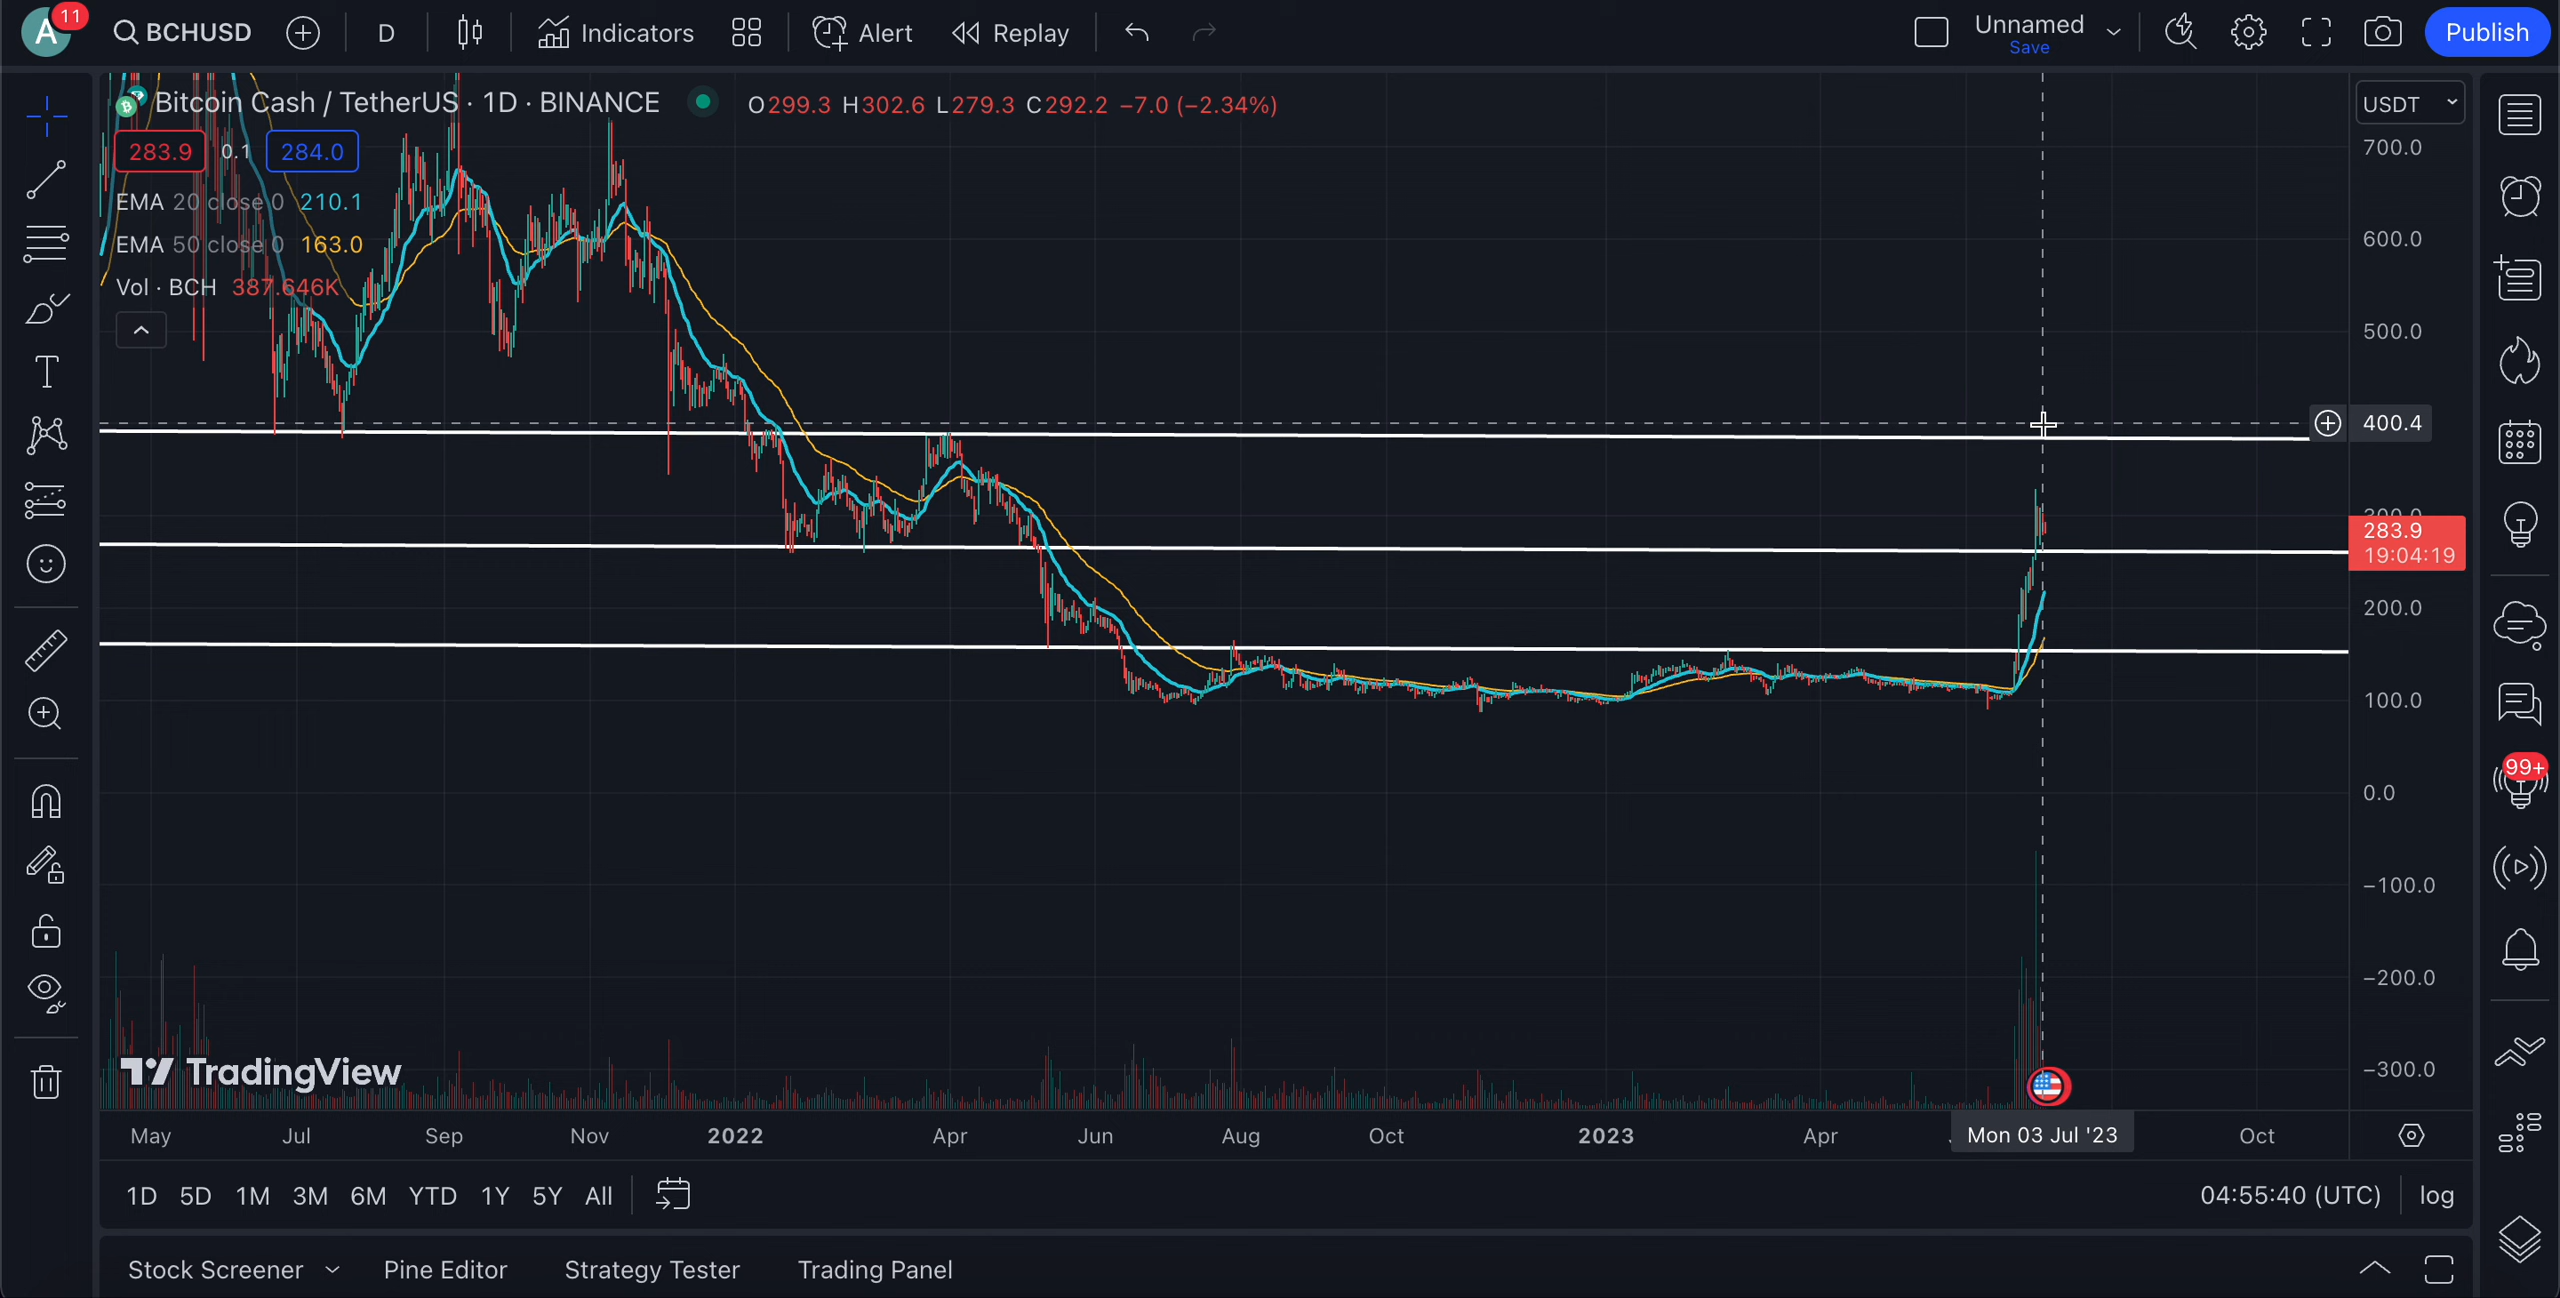 A 11 BCHUSD D Indicators Alert Replay Unnamed Save Publish
Bitcoin Cash / TetherUS · 1D · BINANCE O299.3 H302.6 L279.3 C292.2 −7.0 (−2.34%)
USDT
283.9 0.1 284.0
EMA 20 close 0 210.1
EMA 50 close 0 163.0
Vol · BCH 387.646K
700.0
600.0
500.0
400.4
300.0
283.9
19:04:19
200.0
100.0
0.0
−100.0
−200.0
−300.0
99+
TradingView
May Jul Sep Nov 2022 Apr Jun Aug Oct 2023 Apr Mon 03 Jul '23 Oct
1D 5D 1M 3M 6M YTD 1Y 5Y All 04:55:40 (UTC) log
Stock Screener Pine Editor Strategy Tester Trading Panel